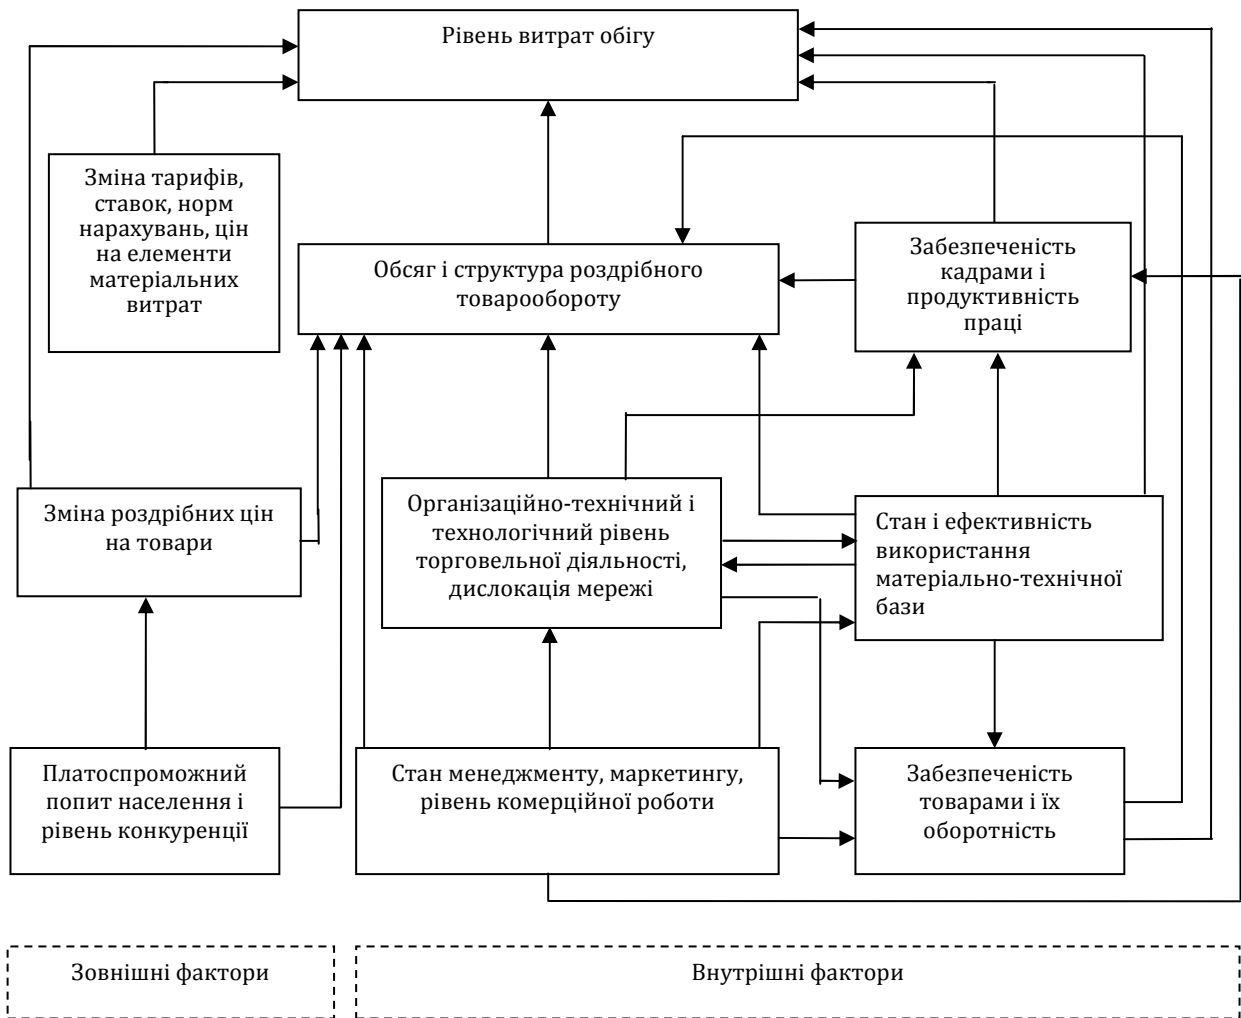 Рівень витрат обігу
Зміна тарифів,
ставок, норм
нарахувань, цін
на елементи
матеріальних
витрат
Обсяг і структура роздрібного
товарообороту
Забезпеченість
кадрами і
продуктивність
праці
Зміна роздрібних цін
на товари
Організаційно-технічний і
технологічний рівень
торговельної діяльності,
дислокація мережі
Стан і ефективність
використання
матеріально-технічної
бази
Платоспроможний
попит населення і
рівень конкуренції
Стан менеджменту, маркетингу,
рівень комерційної роботи
Забезпеченість
товарами і їх
оборотність
Зовнішні фактори
Внутрішні фактори